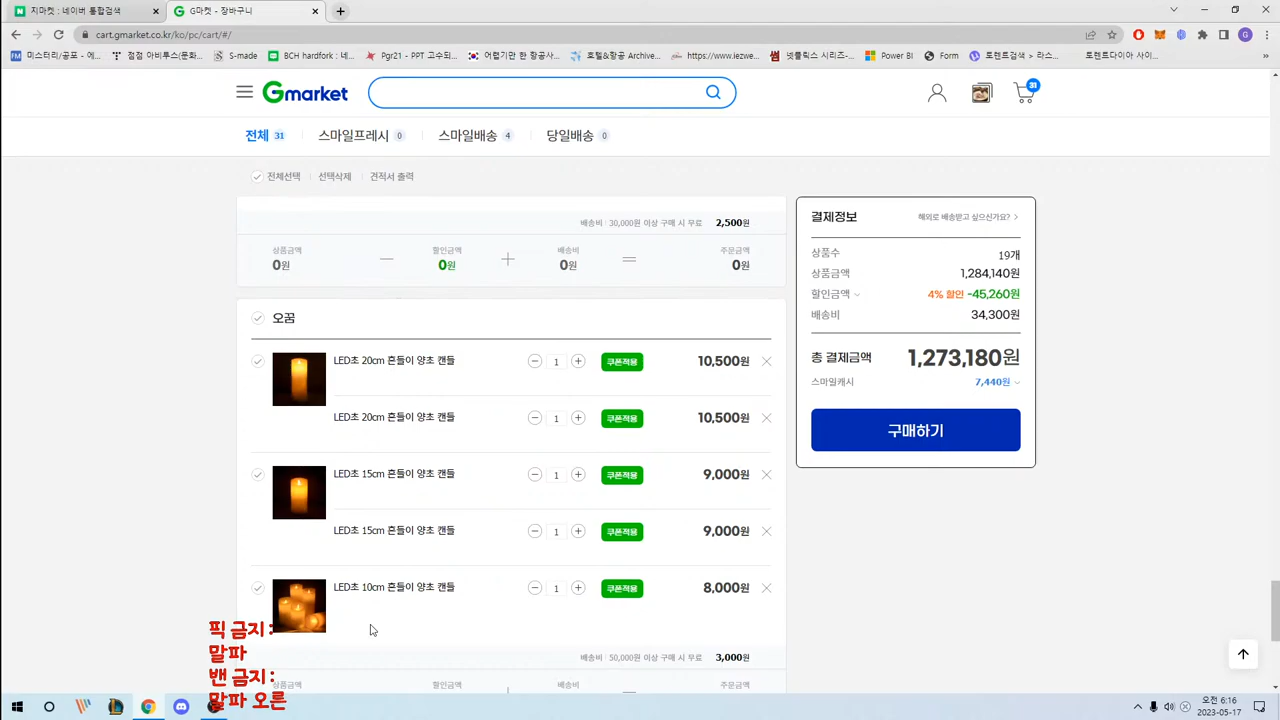 지마켓 : 네이버 통합검색
G마켓 - 장바구니
cart.gmarket.co.kr/ko/pc/cart/#/
미스터리/공포 - 에...
점점 어비투스(문화...
S-Made
BCH hardfork : 네...
Pgr21 - PPT 고수되...
어렵기만 한 항공사...
호텔&항공 Archive...
https://www.iezwe...
넷플릭스 시리즈...
Power BI
Form
토렌트검색 > 라스...
토렌트다이소 사이...
»
Gmarket
31
전체 31
스마일프레시 0
스마일배송 4
당일배송 0
전체선택
선택삭제
견적서 출력
배송비 : 30,000원 이상 구매 시 무료 2,500원
상품금액 할인금액 배송비 주문금액
0원 — 0원 + 0원 = 0원
오꿈
LED초 20cm 흔들이 양초 캔들 − 1 + 쿠폰적용 10,500원
LED초 20cm 흔들이 양초 캔들 − 1 + 쿠폰적용 10,500원
LED초 15cm 흔들이 양초 캔들 − 1 + 쿠폰적용 9,000원
LED초 15cm 흔들이 양초 캔들 − 1 + 쿠폰적용 9,000원
LED초 10cm 흔들이 양초 캔들 − 1 + 쿠폰적용 8,000원
배송비 : 50,000원 이상 구매 시 무료 3,000원
상품금액 할인금액 배송비 주문금액
결제정보 해외로 배송받고 싶으신가요? >
상품수 19개
상품금액 1,284,140원
할인금액 4% 할인 -45,260원
배송비 34,300원
총 결제금액 1,273,180원
스마일캐시 7,440원
구매하기
픽 금지 :
말파
밴 금지 :
말파 오른
오전 6:16
2023-05-17